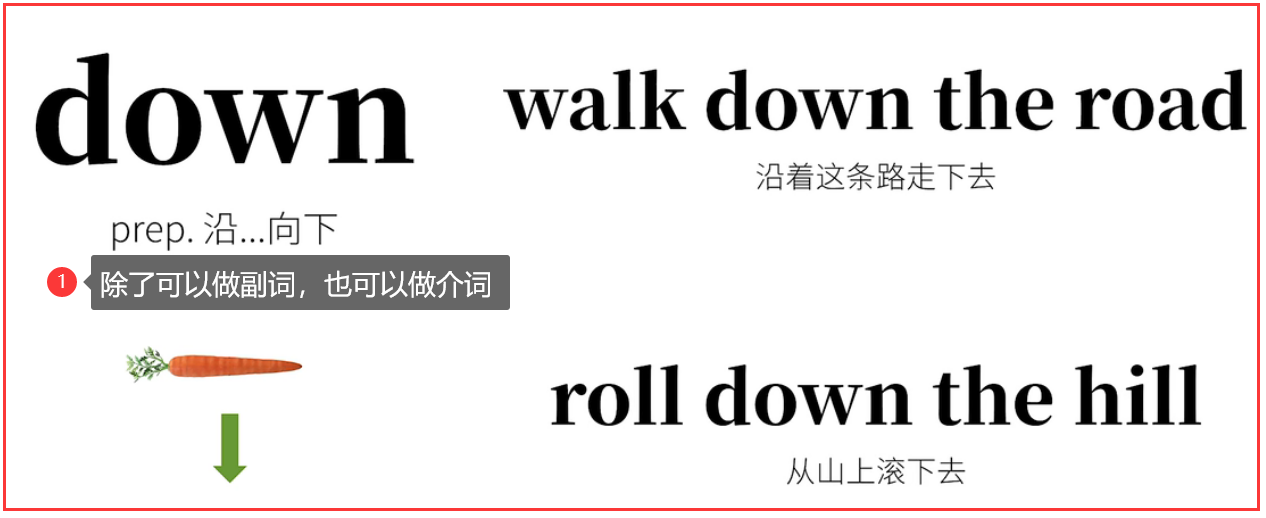 down
prep. 沿...向下
1
除了可以做副词，也可以做介词
walk down the road
沿着这条路走下去
roll down the hill
从山上滚下去